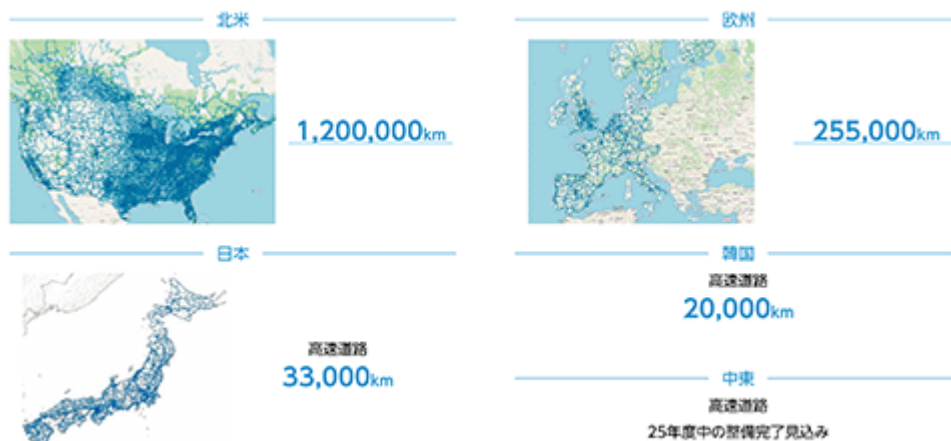 北米
1,200,000km
欧州
255,000km
日本
高速道路
33,000km
韓国
高速道路
20,000km
中東
高速道路
25年度中の整備完了見込み